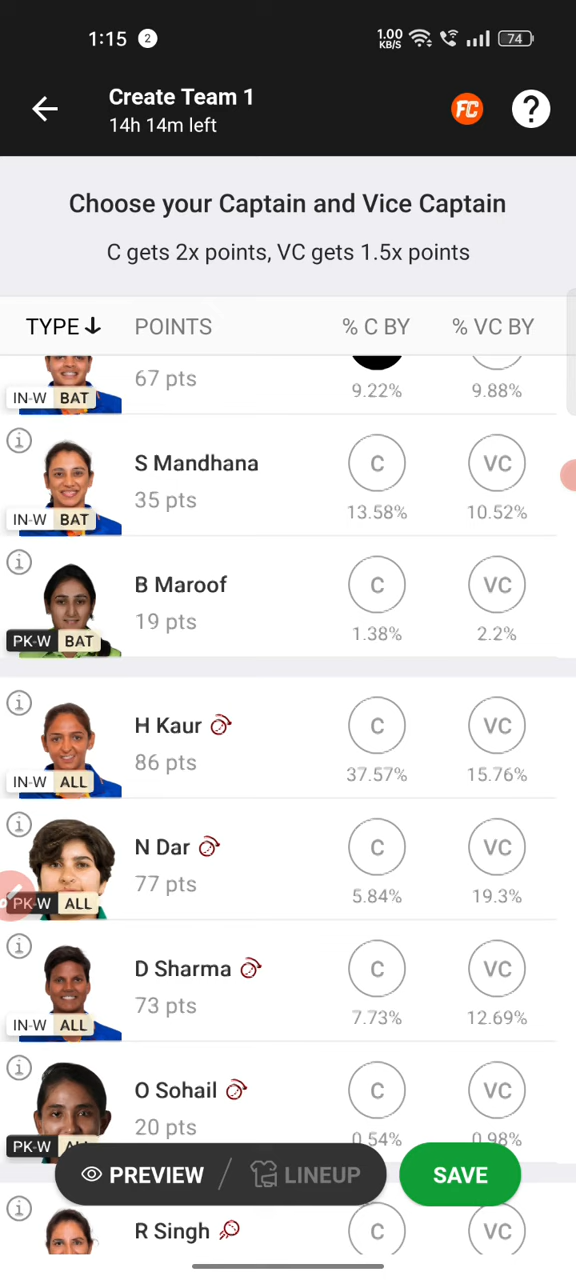 1:15 2 1.00 KB/S 74
Create Team 1
14h 14m left
FC ?
Choose your Captain and Vice Captain
C gets 2x points, VC gets 1.5x points
TYPE POINTS % C BY % VC BY
67 pts
IN-W BAT 9.22% 9.88%
S Mandhana C VC
35 pts
IN-W BAT 13.58% 10.52%
B Maroof C VC
19 pts
PK-W BAT 1.38% 2.2%
H Kaur C VC
86 pts
IN-W ALL 37.57% 15.76%
N Dar C VC
77 pts
PK-W ALL 5.84% 19.3%
D Sharma C VC
73 pts
IN-W ALL 7.73% 12.69%
O Sohail C VC
20 pts
PK-W 0.54% 0.98%
PREVIEW / LINEUP SAVE
R Singh C VC